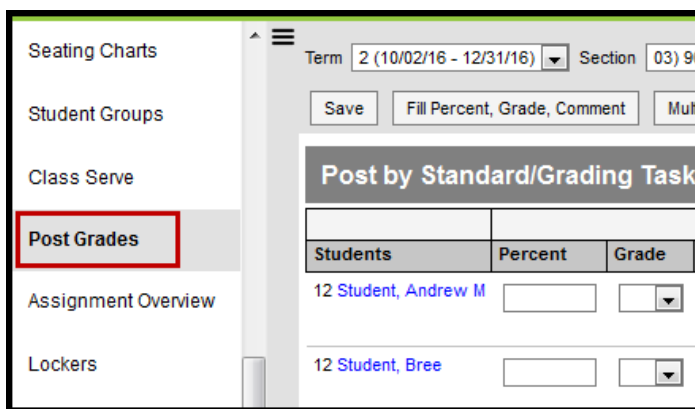 Seating Charts
Student Groups
Class Serve
Post Grades
Assignment Overview
Lockers
Term 2 (10/02/16 - 12/31/16) Section 03)
Save Fill Percent, Grade, Comment
Post by Standard/Grading Task
Students Percent Grade
12 Student, Andrew M
12 Student, Bree